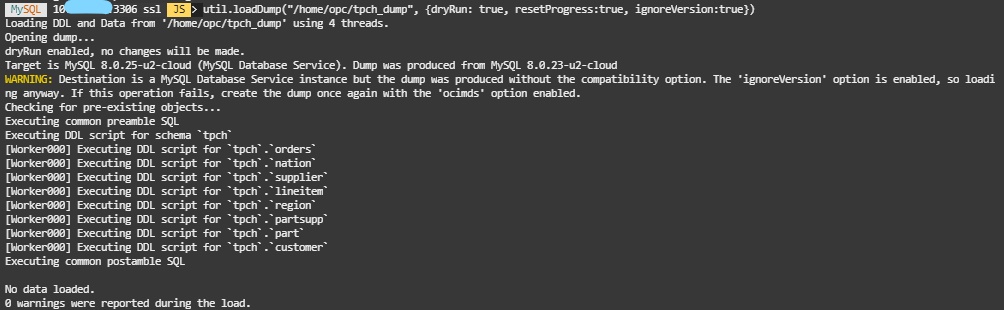 MySQL 10 3306 ssl JS > util.loadDump("/home/opc/tpch_dump", {dryRun: true, resetProgress:true, ignoreVersion:true})
Loading DDL and Data from '/home/opc/tpch_dump' using 4 threads.
Opening dump...
dryRun enabled, no changes will be made.
Target is MySQL 8.0.25-u2-cloud (MySQL Database Service). Dump was produced from MySQL 8.0.23-u2-cloud
WARNING: Destination is a MySQL Database Service instance but the dump was produced without the compatibility option. The 'ignoreVersion' option is enabled, so loadi
ng anyway. If this operation fails, create the dump once again with the 'ocimds' option enabled.
Checking for pre-existing objects...
Executing common preamble SQL
Executing DDL script for schema `tpch`
[Worker000] Executing DDL script for `tpch`.`orders`
[Worker000] Executing DDL script for `tpch`.`nation`
[Worker000] Executing DDL script for `tpch`.`supplier`
[Worker000] Executing DDL script for `tpch`.`lineitem`
[Worker000] Executing DDL script for `tpch`.`region`
[Worker000] Executing DDL script for `tpch`.`partsupp`
[Worker000] Executing DDL script for `tpch`.`part`
[Worker000] Executing DDL script for `tpch`.`customer`
Executing common postamble SQL
No data loaded.
0 warnings were reported during the load.